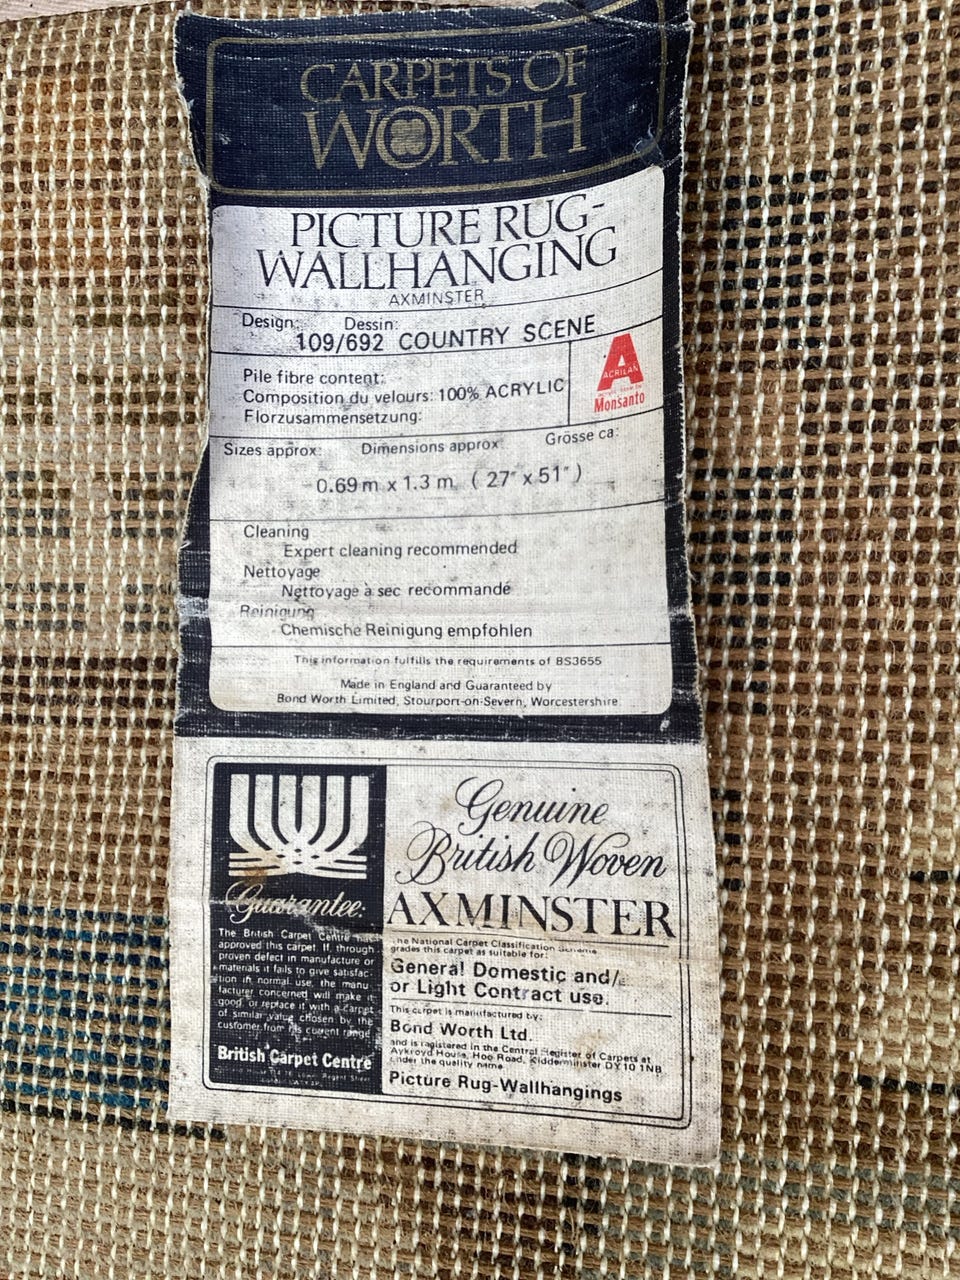 CARPETS OF
WORTH
PICTURE RUG-
WALLHANGING
AXMINSTER
Design: Dessin:
109/692 COUNTRY SCENE
Pile fibre content:
Composition du velours: 100% ACRYLIC
Florzusammensetzung:
A
ACRILAN
Monsanto
Sizes approx: Dimensions approx: Grösse ca:
0.69 m x 1.3 m (27" x 51")
Cleaning
Expert cleaning recommended
Nettoyage
Nettoyage à sec recommandé
Reinigung
Chemische Reinigung empfohlen
This information fulfills the requirements of BS3655
Made in England and Guaranteed by
Bond Worth Limited, Stourport-on-Severn, Worcestershire
Guarantee:
The British Carpet Centre has
approved this carpet. If, through
proven defect in manufacture or
materials it fails to give satisfac-
tion in normal use, the manu-
facturer concerned will make it
good, or replace it with a carpet
of similar value chosen by the
customer from his current range
British Carpet Centre
Regent Street
Genuine
British Woven
AXMINSTER
The National Carpet Classification Scheme
grades this carpet as suitable for:
General Domestic and/
or Light Contract use.
This carpet is manufactured by:
Bond Worth Ltd.
and is registered in the Central Register of Carpets at
Aykroyd House, Hoo Road, Kidderminster DY10 1NB
under the quality name
Picture Rug-Wallhangings